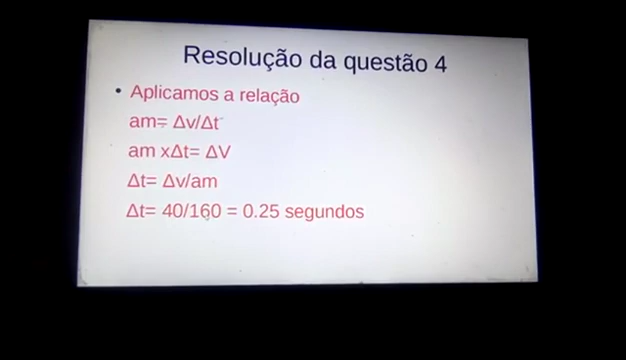 Resolução da questão 4
• Aplicamos a relação
am= Δv/Δt
am xΔt= ΔV
Δt= Δv/am
Δt= 40/160 = 0.25 segundos